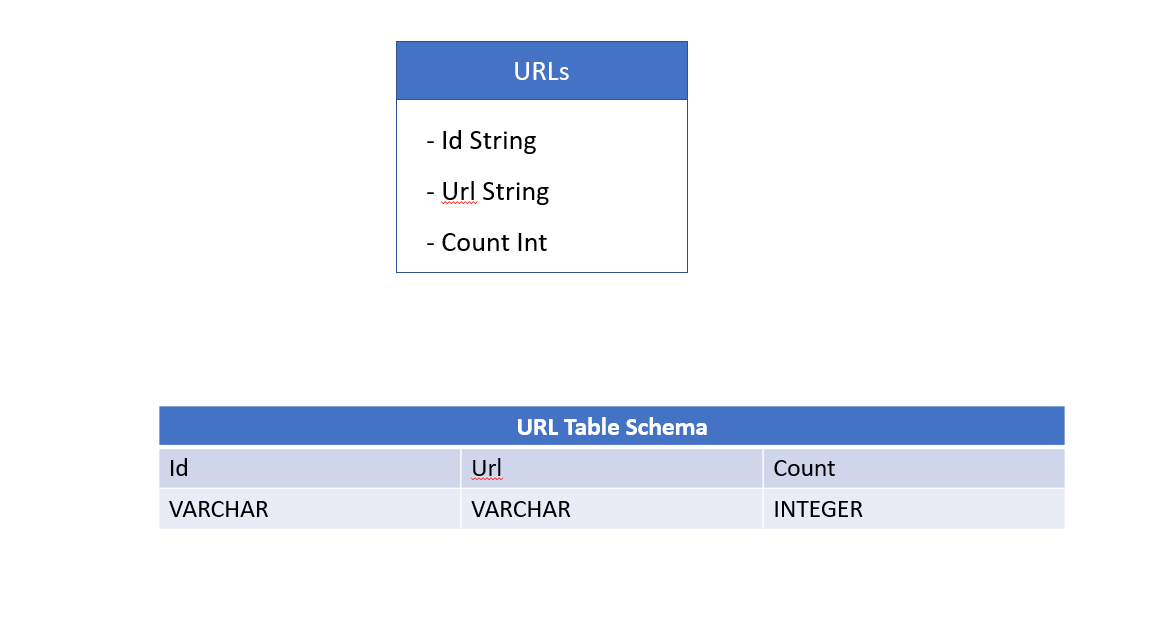 URLs
- Id String
- Url String
- Count Int
URL Table Schema
Id Url Count
VARCHAR VARCHAR INTEGER